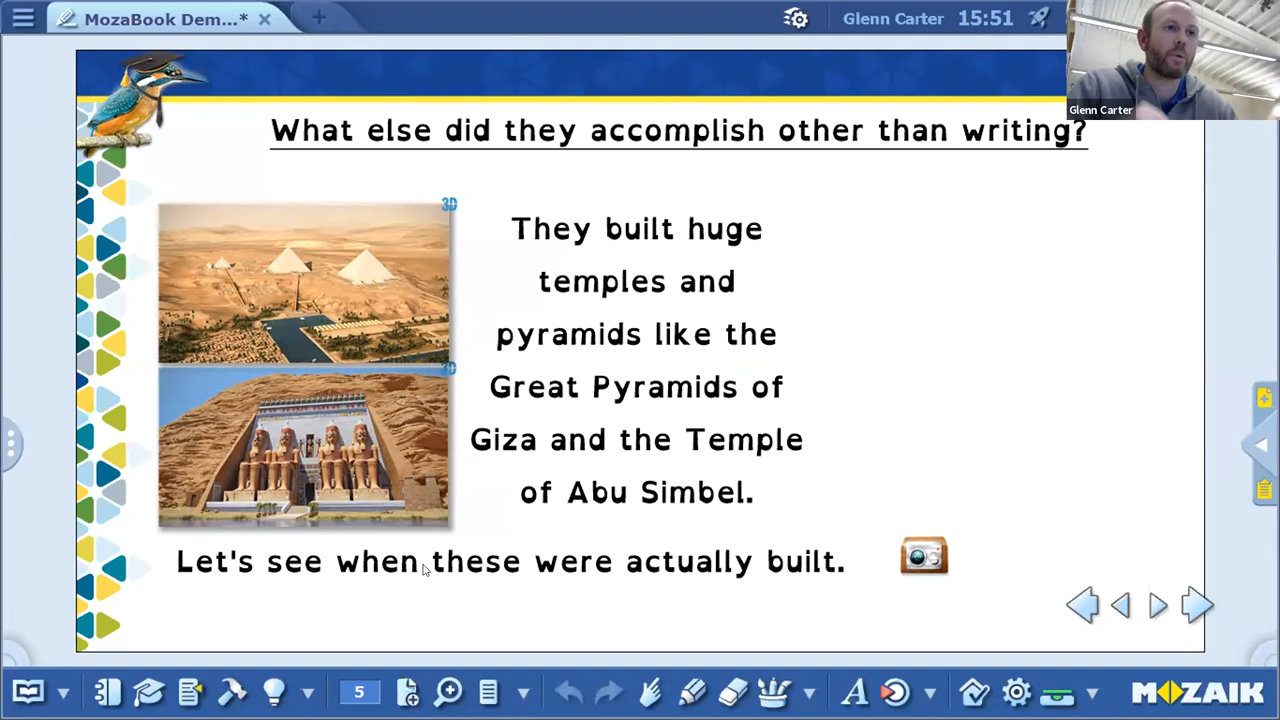 MozaBook Dem...*
Glenn Carter 15:51
Glenn Carter
What else did they accomplish other than writing?
3D
They built huge
temples and
pyramids like the
Great Pyramids of
Giza and the Temple
of Abu Simbel.
3D
Let's see when these were actually built.
5
A
MOZAIK